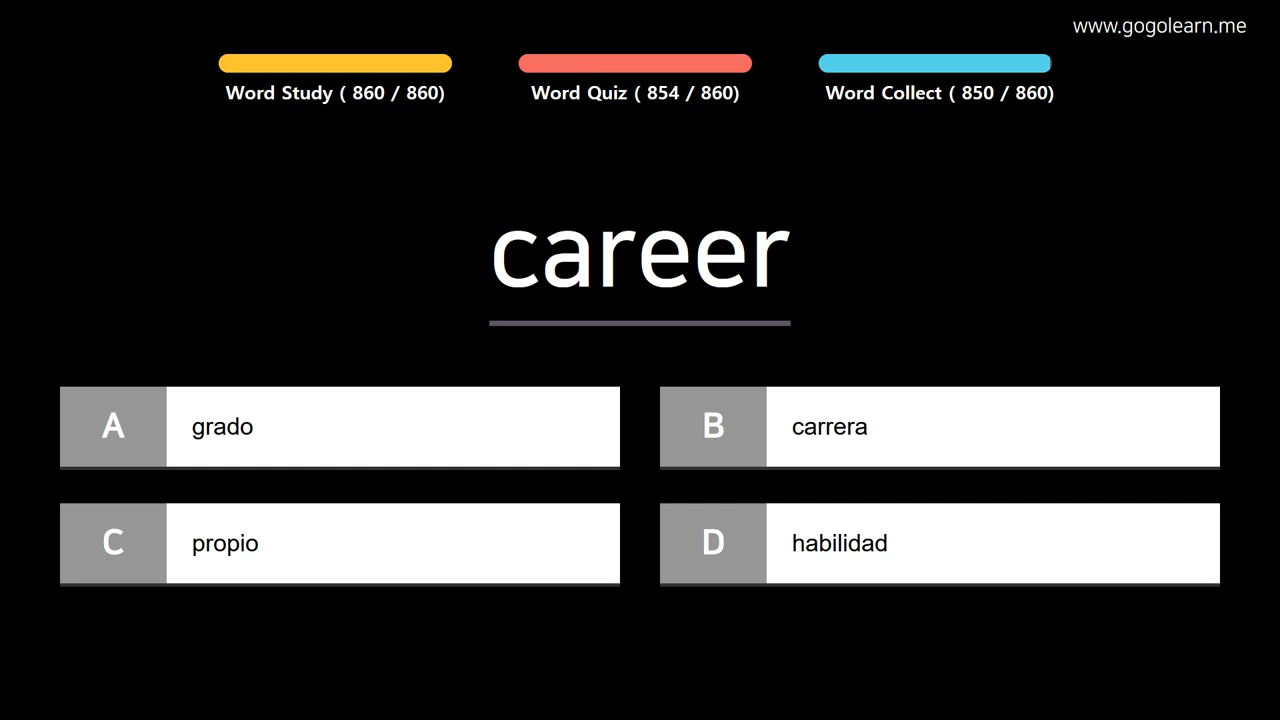 www.gogolearn.me
Word Study ( 860 / 860)
Word Quiz ( 854 / 860)
Word Collect ( 850 / 860)
career
A
grado
B
carrera
C
propio
D
habilidad